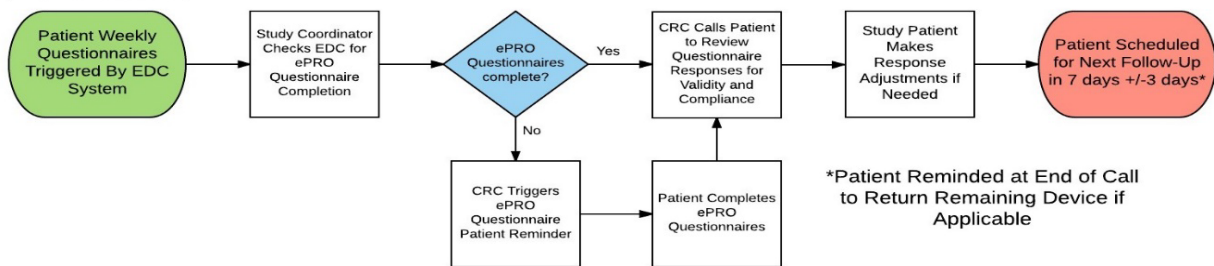 Patient Weekly
Questionnaires
Triggered By EDC
System
Study Coordinator
Checks EDC for
ePRO
Questionnaire
Completion
ePRO
Questionnaires
complete?
Yes
CRC Calls Patient
to Review
Questionnaire
Responses for
Validity and
Compliance
Study Patient
Makes
Response
Adjustments if
Needed
Patient Scheduled
for Next Follow-Up
in 7 days +/-3 days*
No
CRC Triggers
ePRO
Questionnaire
Patient Reminder
Patient Completes
ePRO
Questionnaires
*Patient Reminded at End of Call
to Return Remaining Device if
Applicable